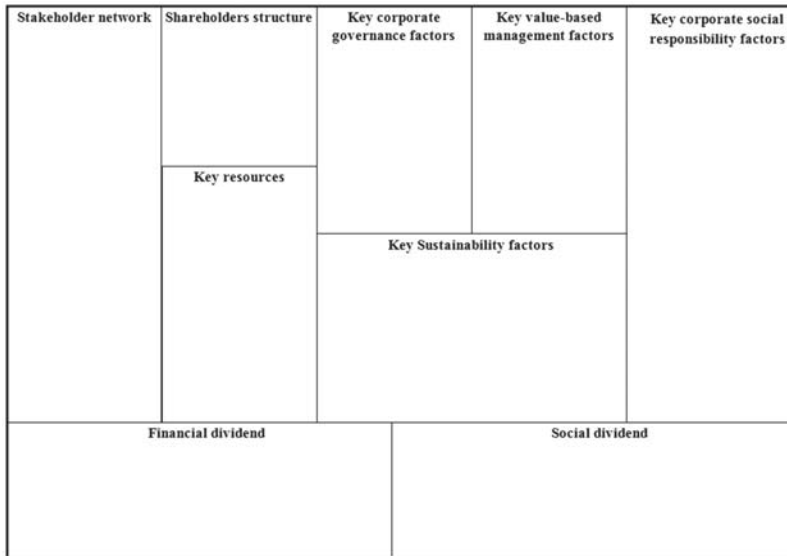 Stakeholder network
Shareholders structure
Key corporate
governance factors
Key value-based
management factors
Key corporate social
responsibility factors
Key resources
Key Sustainability factors
Financial dividend
Social dividend